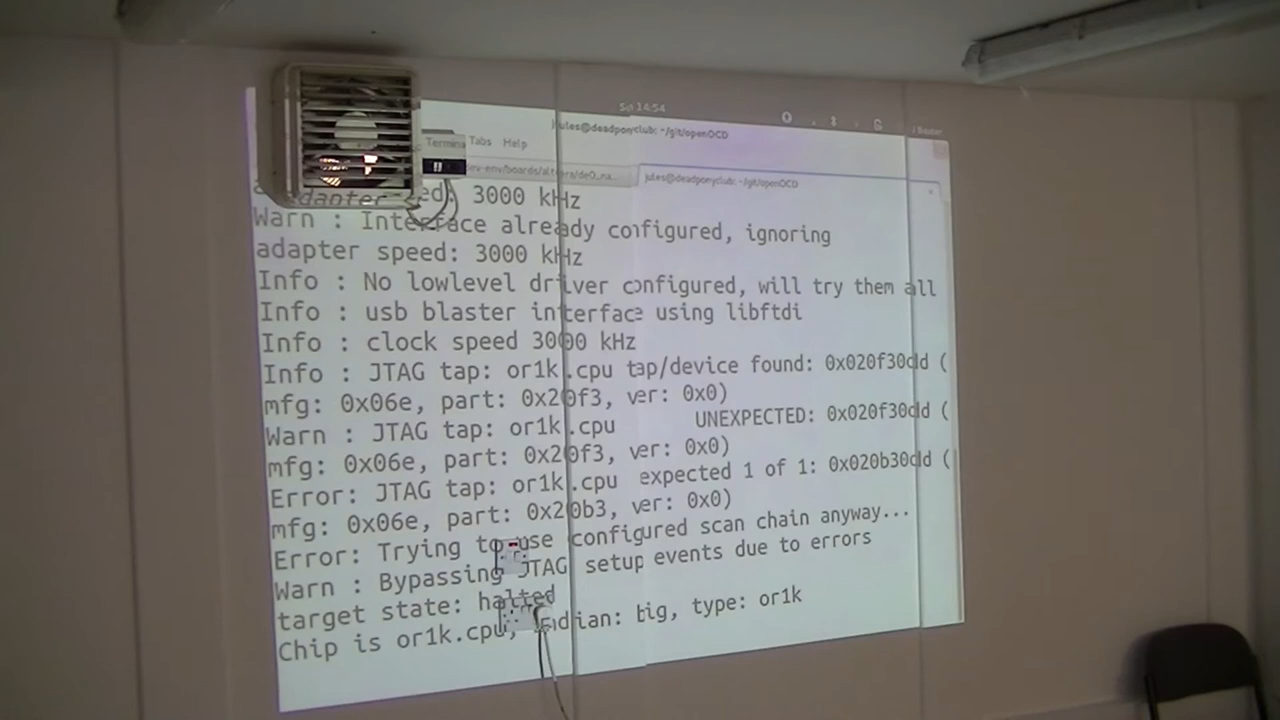 Sat 14:54
jules@deadponyclub: ~/git/openOCD
Tabs Help
jules@deadponyclub: ~/git/openOCD
adapter speed: 3000 kHz
Warn : Interface already configured, ignoring
adapter speed: 3000 kHz
Info : No lowlevel driver configured, will try them all
Info : usb blaster interface using libftdi
Info : clock speed 3000 kHz
Info : JTAG tap: or1k.cpu tap/device found: 0x020f30dd (
mfg: 0x06e, part: 0x20f3, ver: 0x0)
Warn : JTAG tap: or1k.cpu UNEXPECTED: 0x020f30dd (
mfg: 0x06e, part: 0x20f3, ver: 0x0)
Error: JTAG tap: or1k.cpu expected 1 of 1: 0x020b30dd (
mfg: 0x06e, part: 0x20b3, ver: 0x0)
Error: Trying to use configured scan chain anyway...
Warn : Bypassing JTAG setup events due to errors
target state: halted
Chip is or1k.cpu, Endian: big, type: or1k